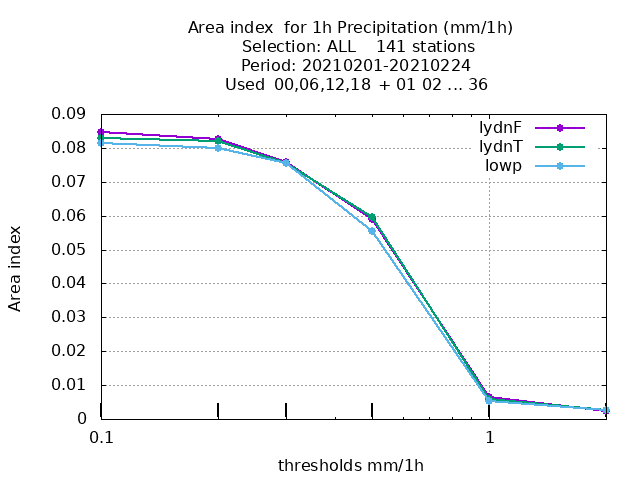 Area index  for 1h Precipitation (mm/1h)
Selection: ALL    141 stations
Period: 20210201-20210224
Used  00,06,12,18  + 01 02 ... 36
lydnF
lydnT
lowp
0.09
0.08
0.07
0.06
0.05
0.04
0.03
0.02
0.01
0
Area index
0.1 1
thresholds mm/1h